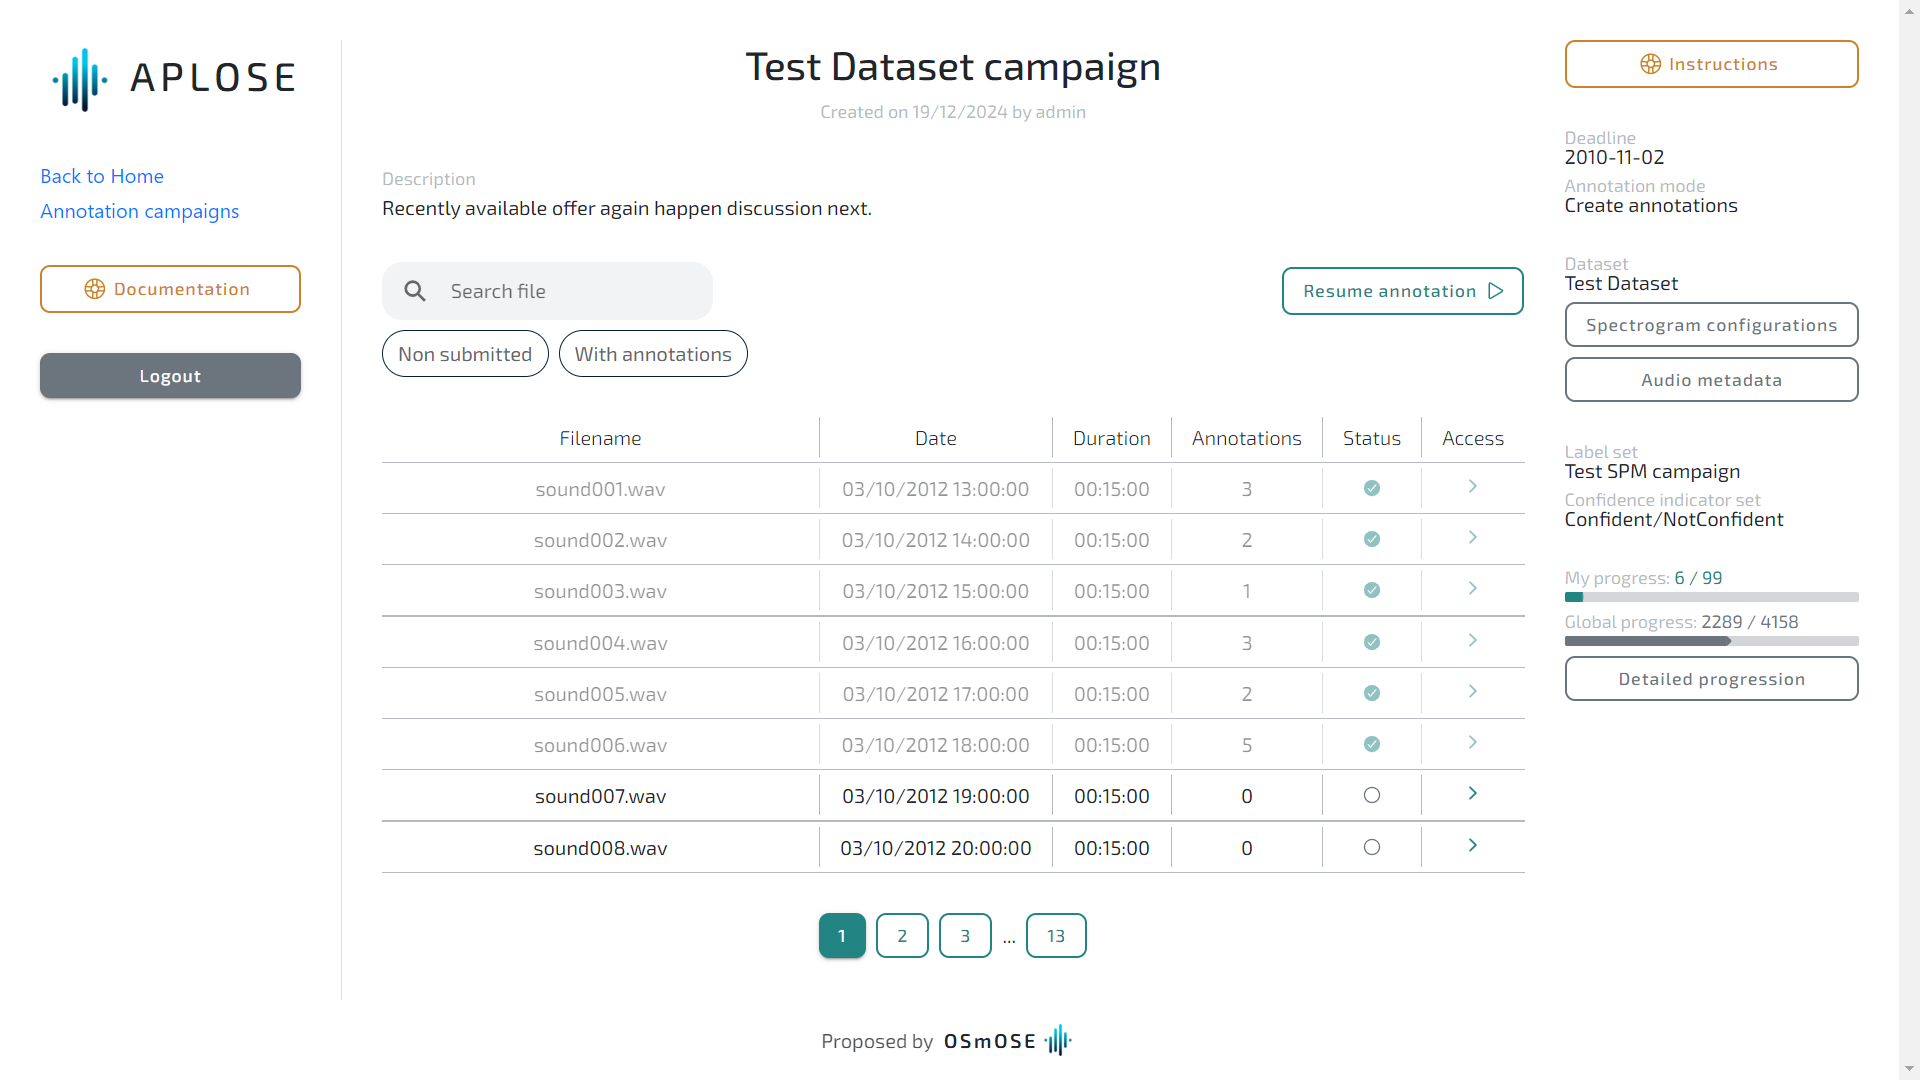 APLOSE
Back to Home
Annotation campaigns
Documentation
Logout
Test Dataset campaign
Created on 19/12/2024 by admin
Description
Recently available offer again happen discussion next.
Search file
Resume annotation
Non submitted
With annotations
Filename Date Duration Annotations Status Access
sound001.wav 03/10/2012 13:00:00 00:15:00 3
sound002.wav 03/10/2012 14:00:00 00:15:00 2
sound003.wav 03/10/2012 15:00:00 00:15:00 1
sound004.wav 03/10/2012 16:00:00 00:15:00 3
sound005.wav 03/10/2012 17:00:00 00:15:00 2
sound006.wav 03/10/2012 18:00:00 00:15:00 5
sound007.wav 03/10/2012 19:00:00 00:15:00 0
sound008.wav 03/10/2012 20:00:00 00:15:00 0
1 2 3 ... 13
Instructions
Deadline
2010-11-02
Annotation mode
Create annotations
Dataset
Test Dataset
Spectrogram configurations
Audio metadata
Label set
Test SPM campaign
Confidence indicator set
Confident/NotConfident
My progress: 6 / 99
Global progress: 2289 / 4158
Detailed progression
Proposed by OSmOSE